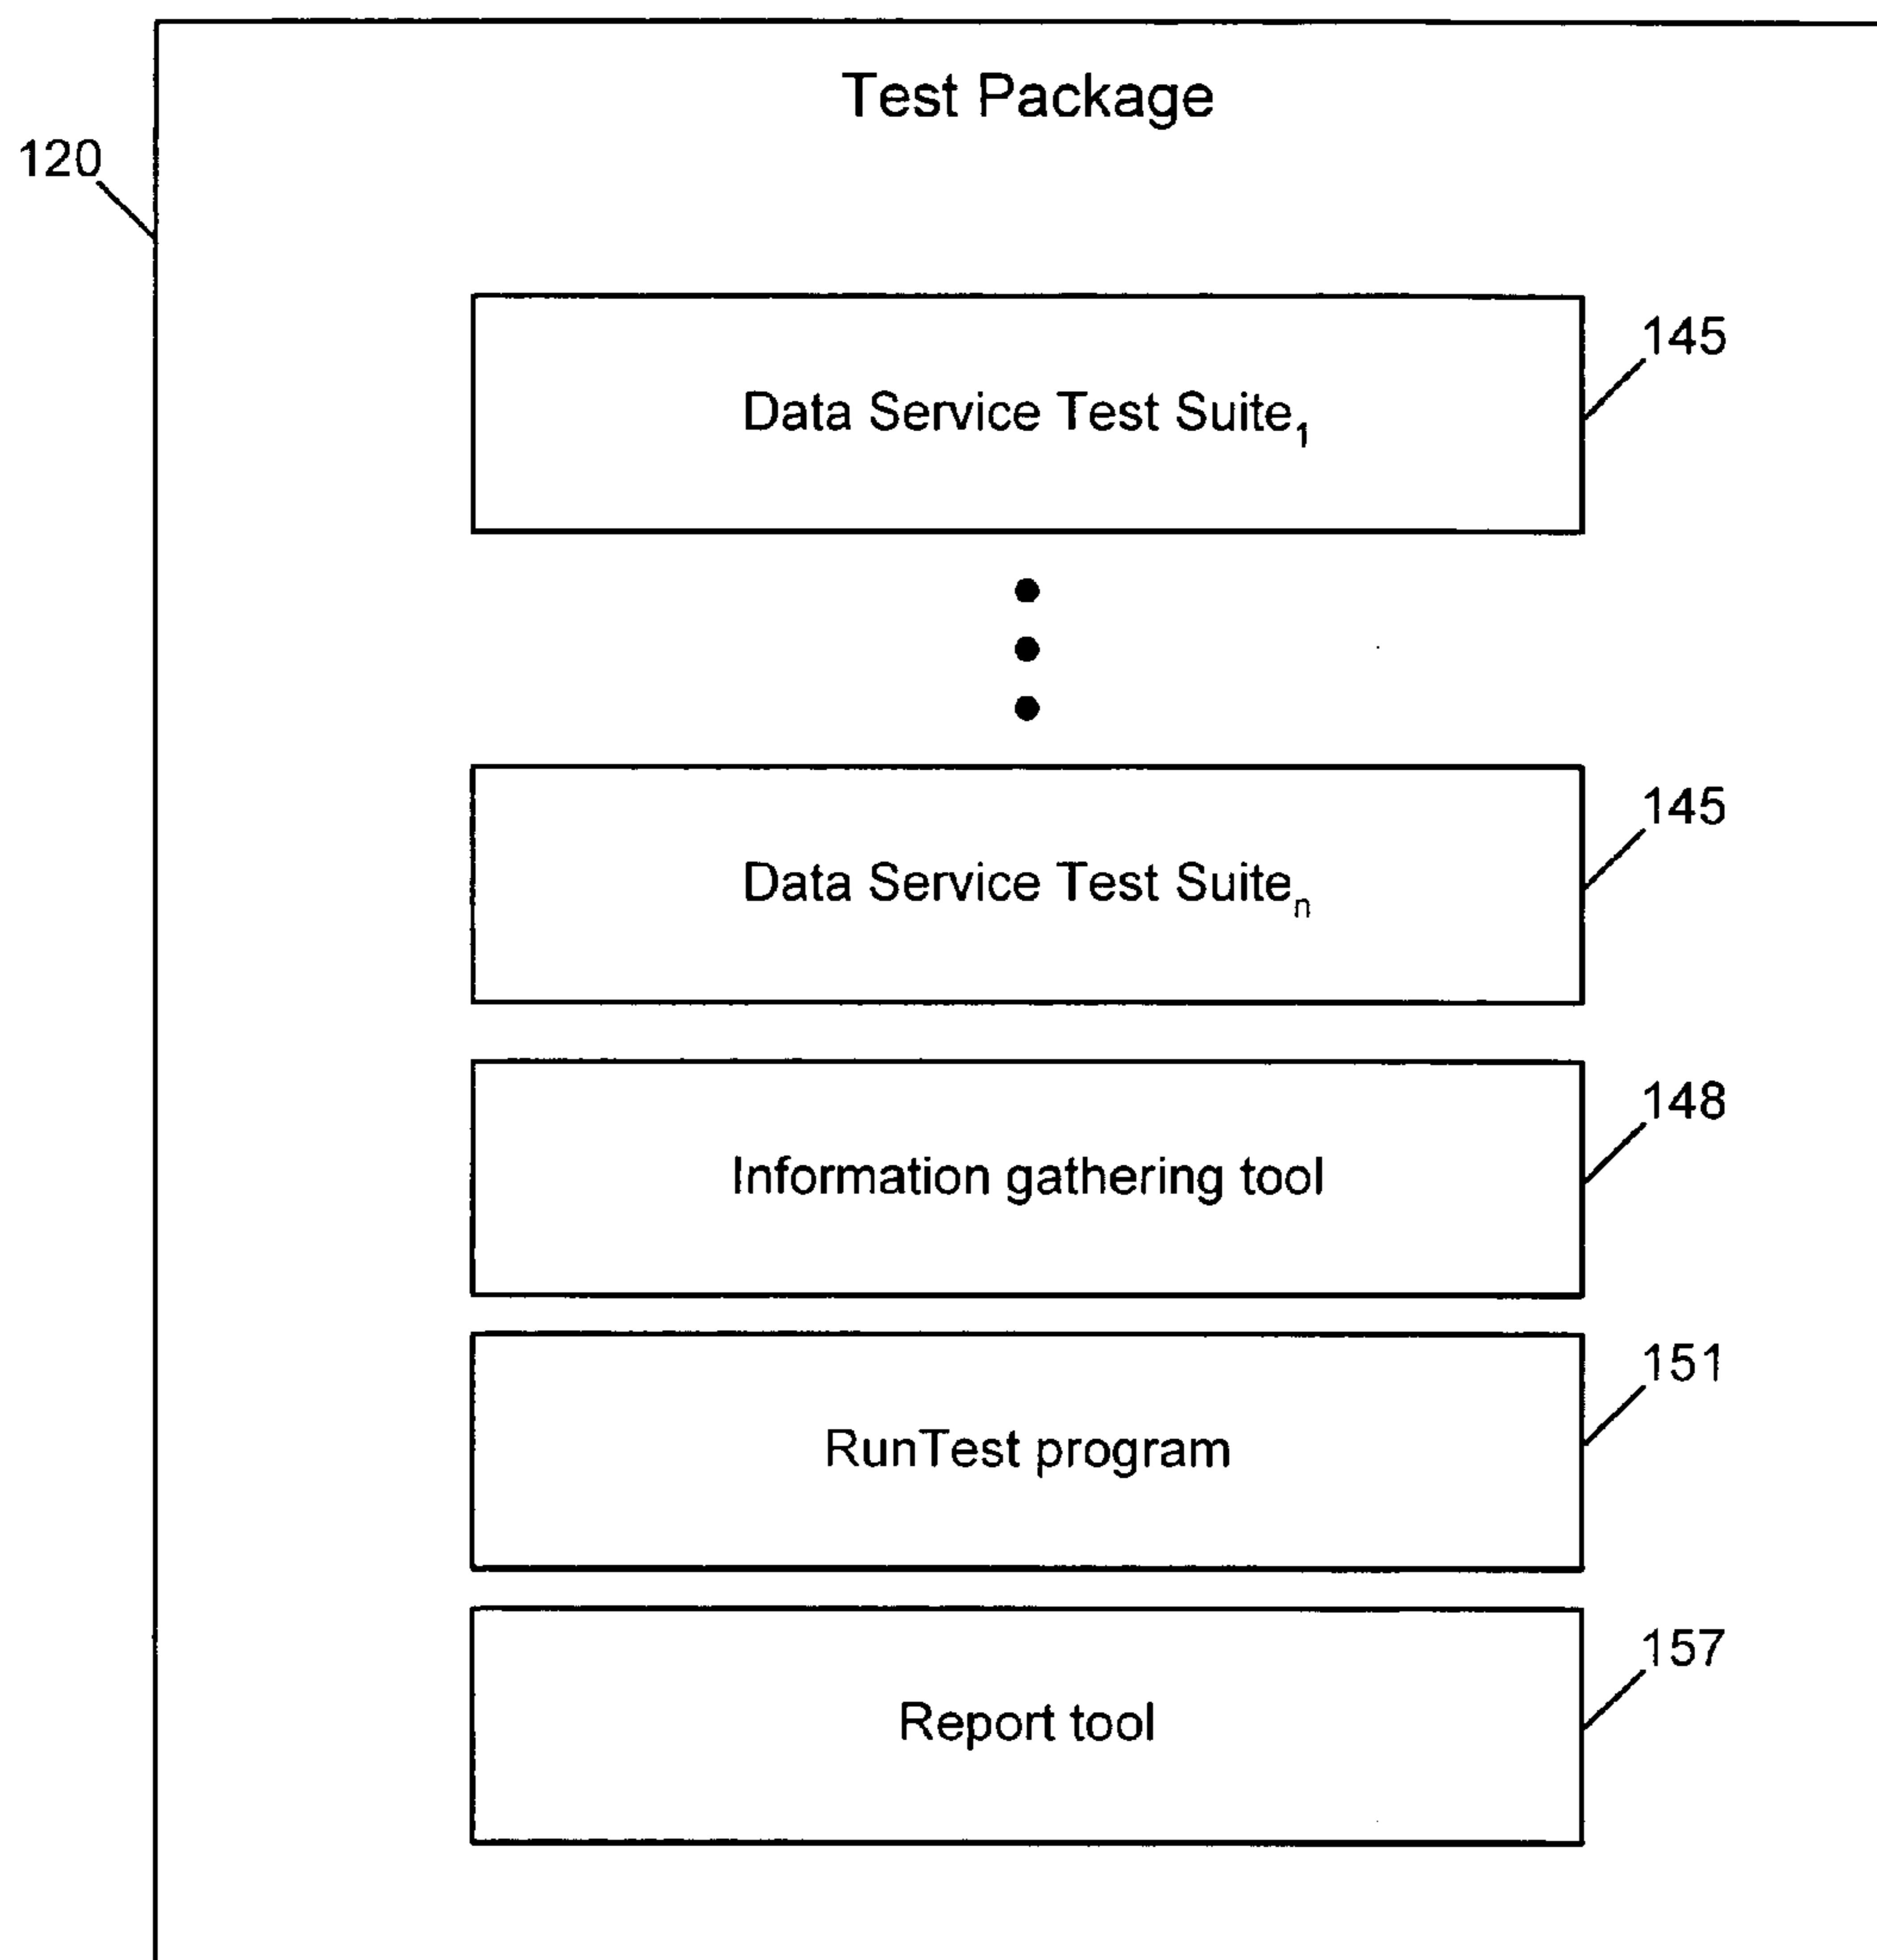 Test Package
120
145
Data Service Test Suite₁
145
Data Service Test Suiteₙ
148
Information gathering tool
151
RunTest program
157
Report tool